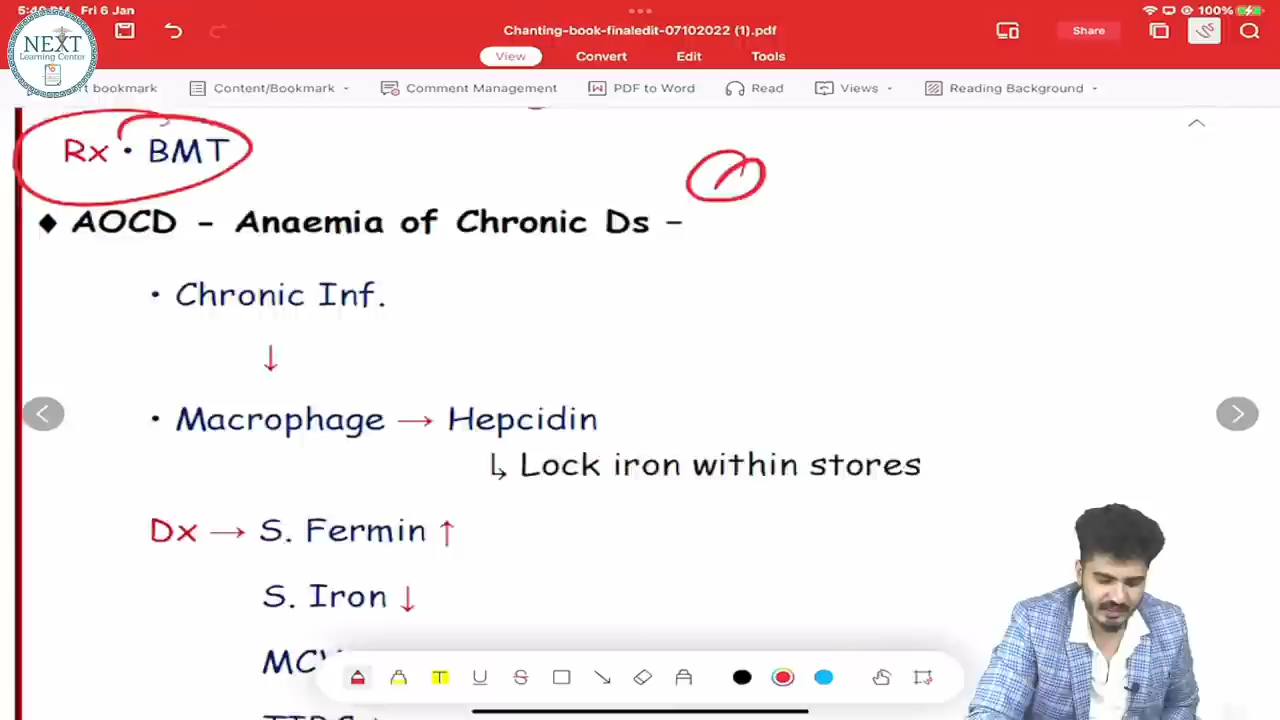 5:40 PM Fri 6 Jan
100%
NEXT
Learning Center
Chanting-book-finaledit-07102022 (1).pdf
Share
View
Convert
Edit
Tools
bookmark
Content/Bookmark
Comment Management
PDF to Word
Read
Views
Reading Background
Rx • BMT
◆ AOCD - Anaemia of Chronic Ds -
• Chronic Inf.
↓
• Macrophage → Hepcidin
↳ Lock iron within stores
Dx → S. Fermin ↑
S. Iron ↓
T